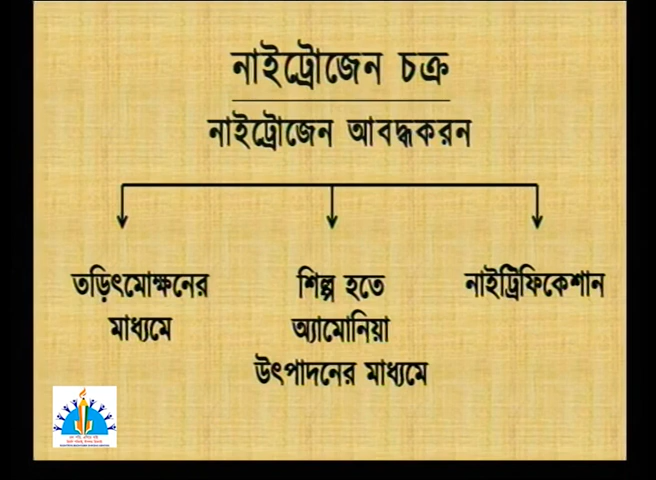 নাইট্রোজেন চক্র
নাইট্রোজেন আবদ্ধকরন
তড়িৎমোক্ষনের
মাধ্যমে
শিল্প হতে
অ্যামোনিয়া
উৎপাদনের মাধ্যমে
নাইট্রিফিকেশান